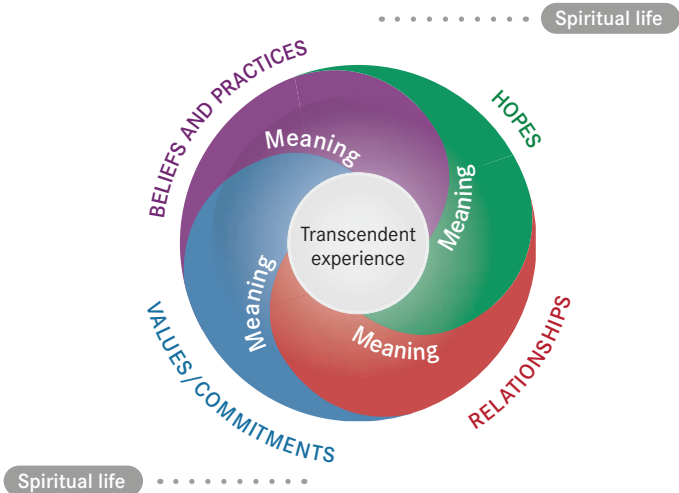 Spiritual life
BELIEFS AND PRACTICES
HOPES
Meaning
Meaning
Transcendent
experience
Meaning
Meaning
VALUES/COMMITMENTS
RELATIONSHIPS
Spiritual life